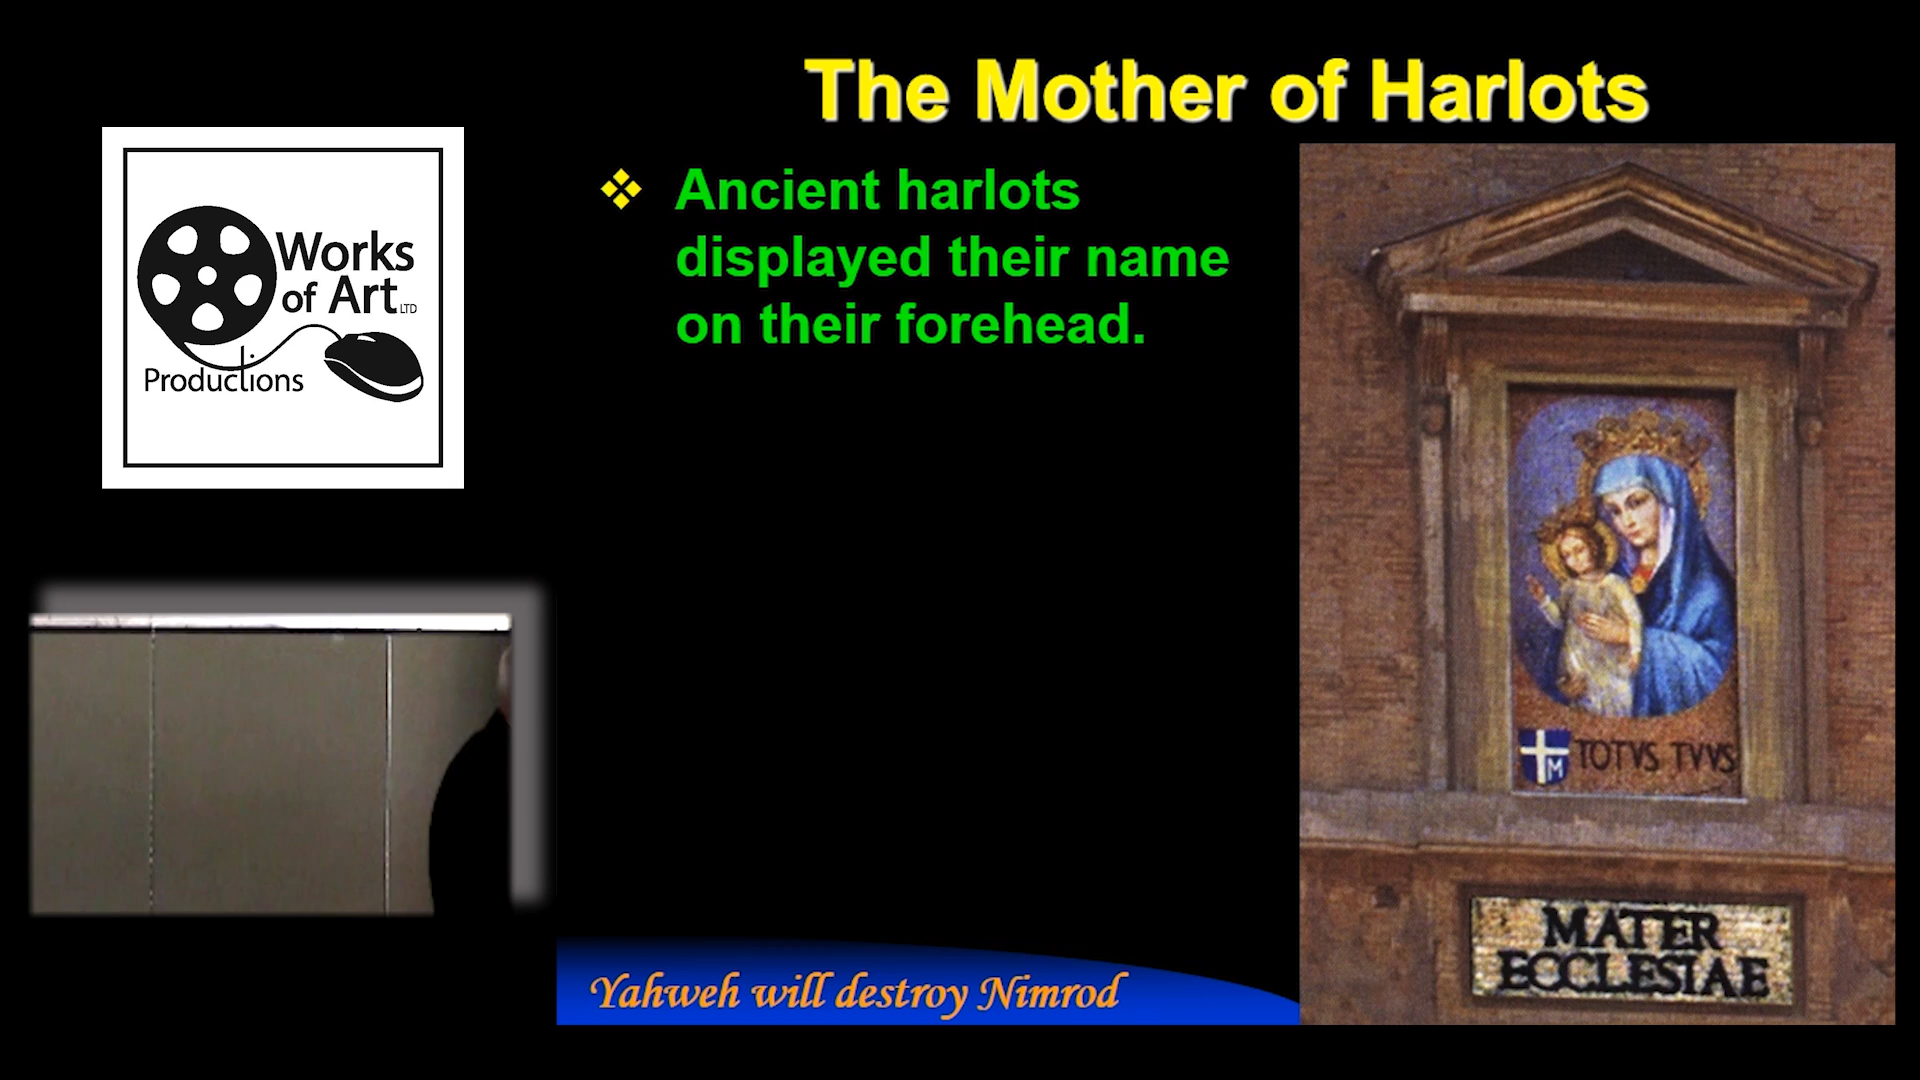 The Mother of Harlots
Works
of Art LTD
Productions
❖ Ancient harlots
displayed their name
on their forehead.
M
TOTVS TVVS
MATER
ECCLESIAE
Yahweh will destroy Nimrod